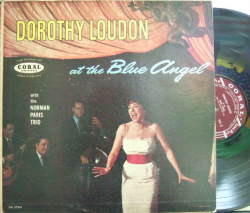 DOROTHY LOUDON
CORAL
at the Blue Angel
with the
NORMAN
PARIS
TRIO
CORAL